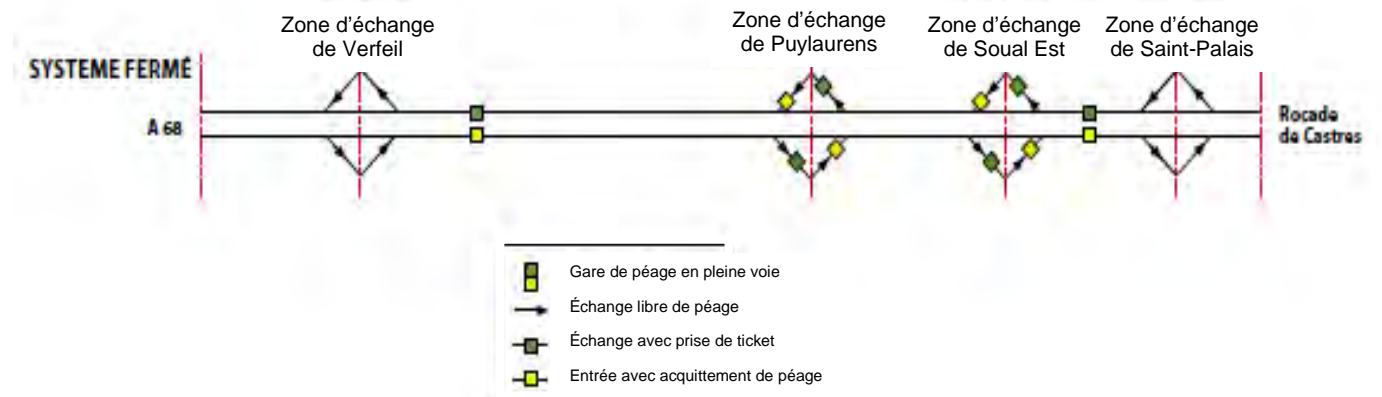 Zone d'échange
de Verfeil
Zone d'échange
de Puylaurens
Zone d'échange
de Soual Est
Zone d'échange
de Saint-Palais
SYSTEME FERMÉ
A 68
Rocade
de Castres
Gare de péage en pleine voie
Échange libre de péage
Échange avec prise de ticket
Entrée avec acquittement de péage